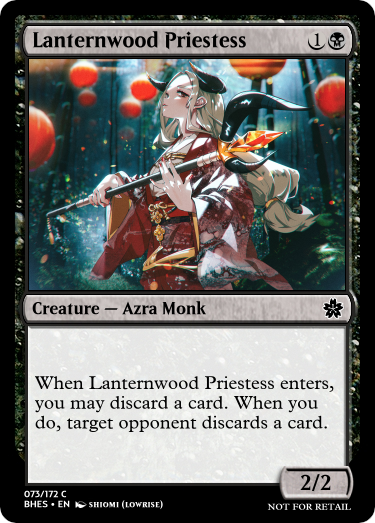 Lanternwood Priestess 1
Creature — Azra Monk
When Lanternwood Priestess enters,
you may discard a card. When you
do, target opponent discards a card.
2/2
073/172 C
BHES • EN SHIOMI (LOWRISE)
NOT FOR RETAIL